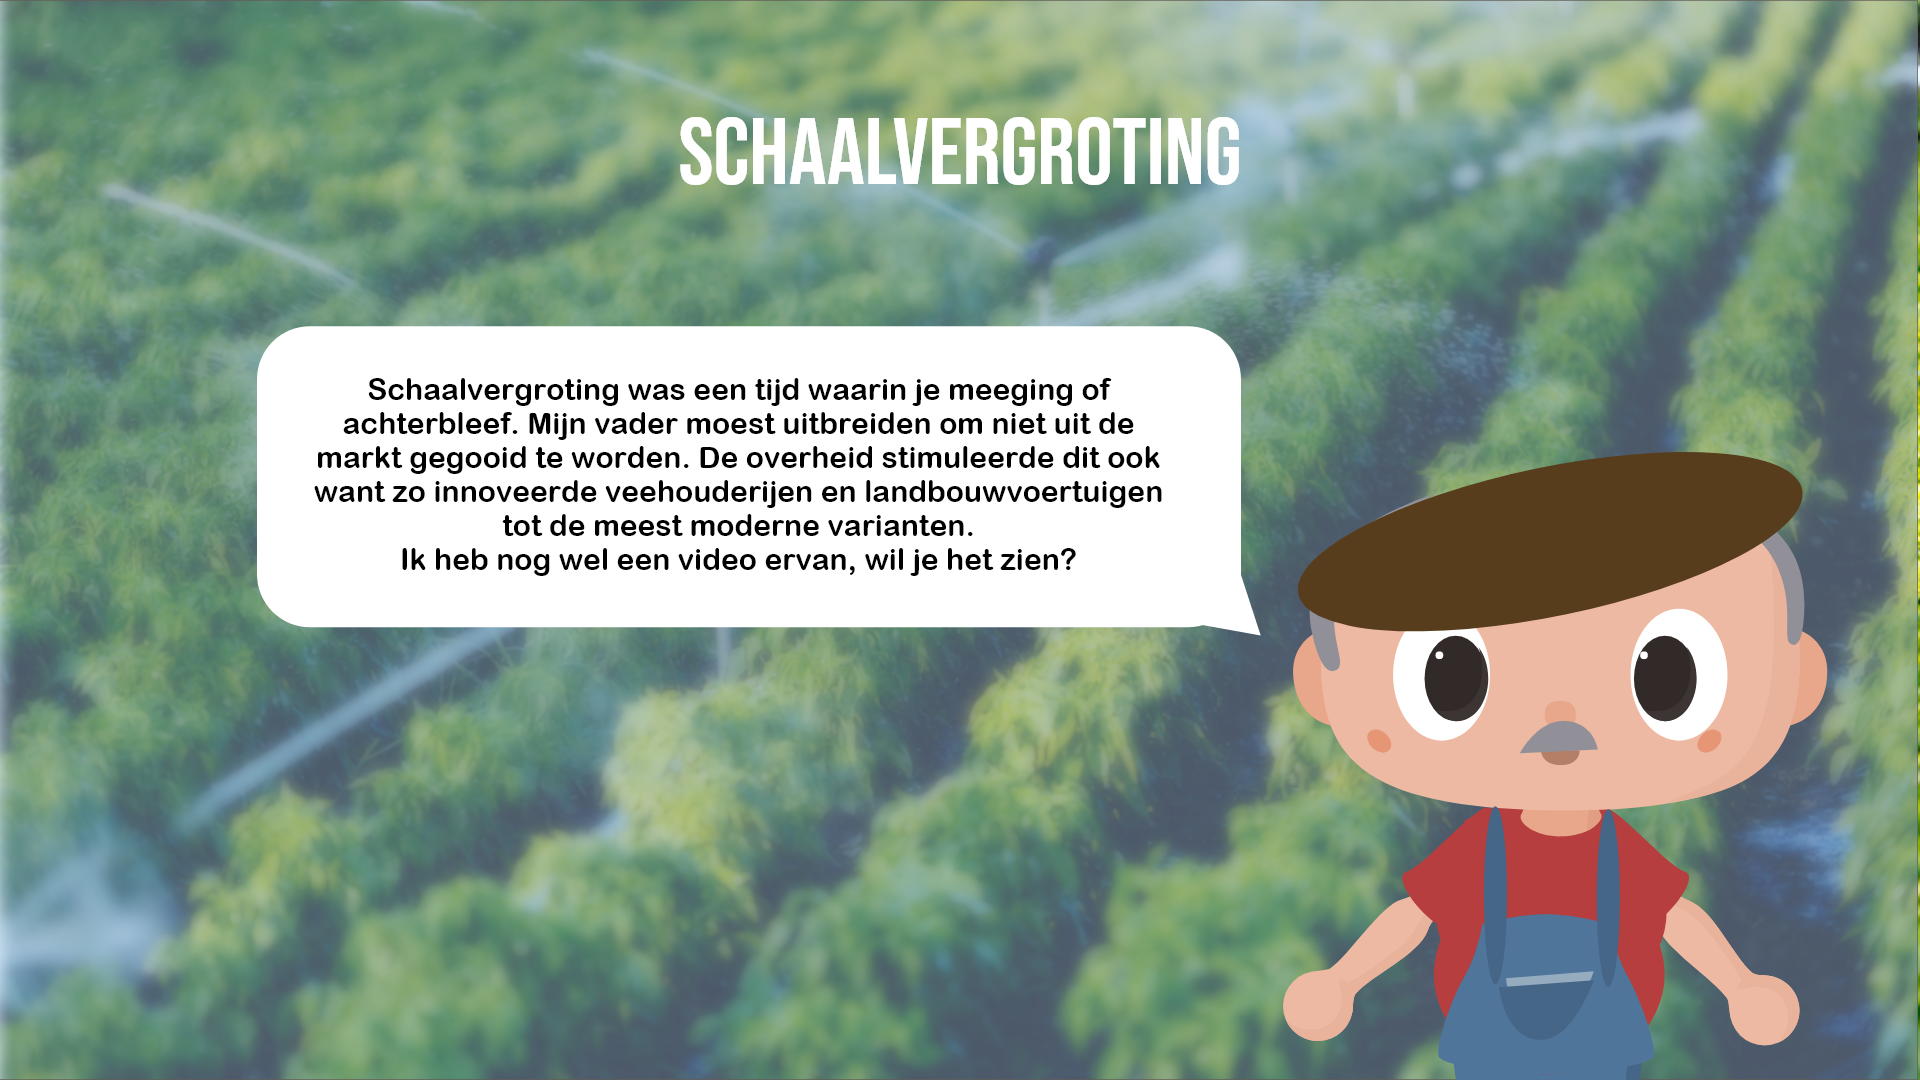 SCHAALVERGROTING
Schaalvergroting was een tijd waarin je meeging of
achterbleef. Mijn vader moest uitbreiden om niet uit de
markt gegooid te worden. De overheid stimuleerde dit ook
want zo innoveerde veehouderijen en landbouwvoertuigen
tot de meest moderne varianten.
Ik heb nog wel een video ervan, wil je het zien?